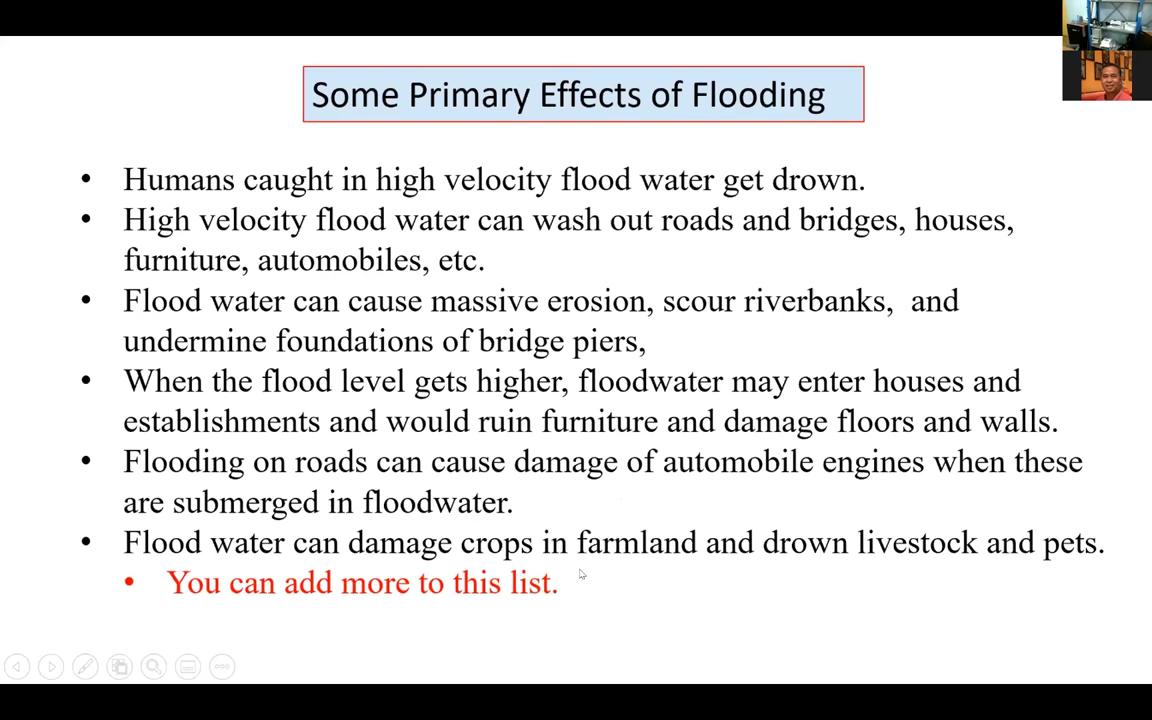 Some Primary Effects of Flooding
• Humans caught in high velocity flood water get drown.
• High velocity flood water can wash out roads and bridges, houses,
furniture, automobiles, etc.
• Flood water can cause massive erosion, scour riverbanks,  and
undermine foundations of bridge piers,
• When the flood level gets higher, floodwater may enter houses and
establishments and would ruin furniture and damage floors and walls.
• Flooding on roads can cause damage of automobile engines when these
are submerged in floodwater.
• Flood water can damage crops in farmland and drown livestock and pets.
• You can add more to this list.